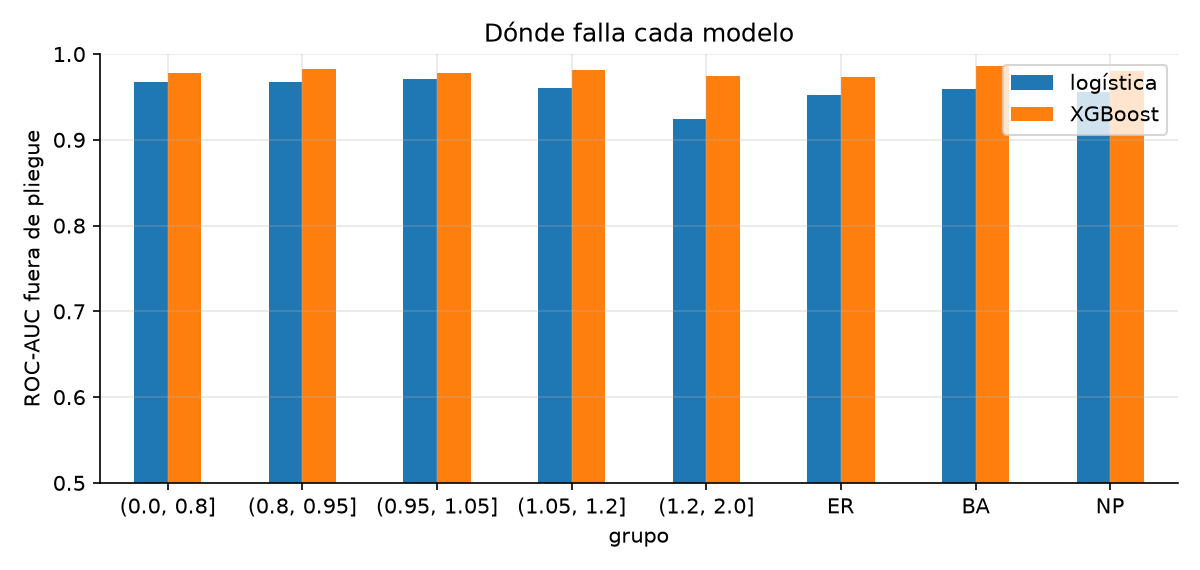 Dónde falla cada modelo
ROC-AUC fuera de pliegue
1.0
0.9
0.8
0.7
0.6
0.5
logística
XGBoost
(0.0, 0.8] (0.8, 0.95] (0.95, 1.05] (1.05, 1.2] (1.2, 2.0] ER BA NP
grupo